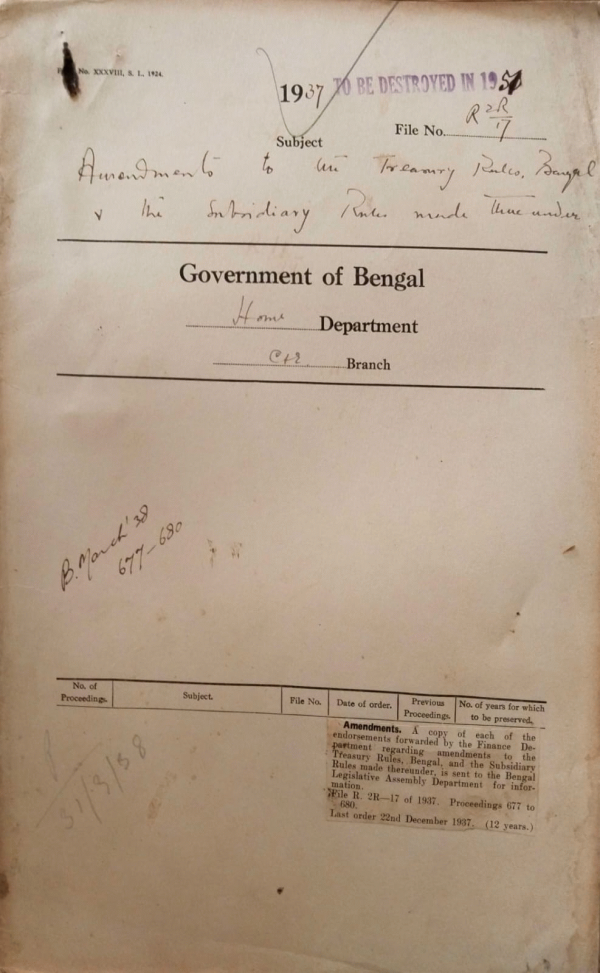 No. XXXVIII, S. L., 1924.
1937 TO BE DESTROYED IN 1951
File No. R 2R/17
Subject
Amendments to the Treasury Rules, Bengal
& the Subsidiary Rules made thereunder
Government of Bengal
Home Department
C&E Branch
B. March '38
677-680
No. of Proceedings. Subject. File No. Date of order. Previous Proceedings. No. of years for which to be preserved.
Amendments. A copy of each of the
endorsements forwarded by the Finance De-
partment regarding amendments to the
Treasury Rules, Bengal, and the Subsidiary
Rules made thereunder, is sent to the Bengal
Legislative Assembly Department for infor-
mation.
File R. 2R—17 of 1937. Proceedings 677 to
680.
Last order 22nd December 1937. (12 years.)